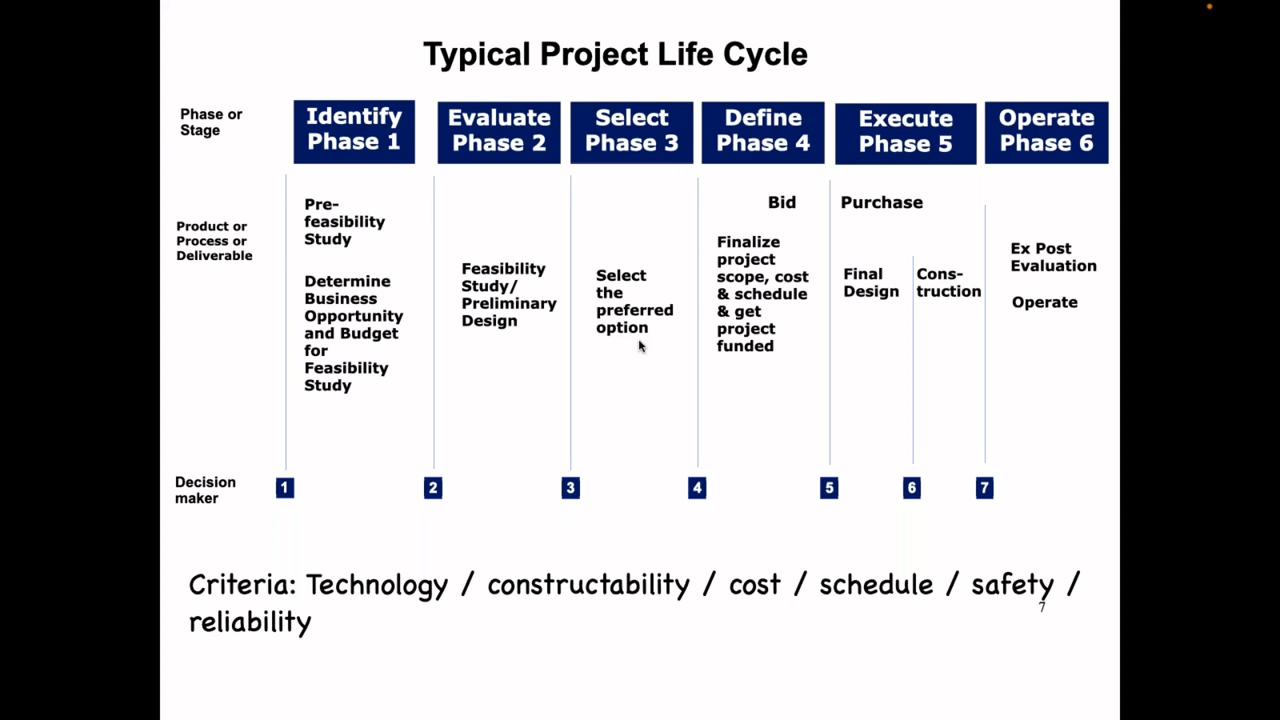 Typical Project Life Cycle
Phase or
Stage
Identify
Phase 1
Evaluate
Phase 2
Select
Phase 3
Define
Phase 4
Execute
Phase 5
Operate
Phase 6
Product or
Process or
Deliverable
Pre-
feasibility
Study
Determine
Business
Opportunity
and Budget
for
Feasibility
Study
Feasibility
Study/
Preliminary
Design
Select
the
preferred
option
Bid
Finalize
project
scope, cost
& schedule
& get
project
funded
Purchase
Final
Design
Cons-
truction
Ex Post
Evaluation
Operate
Decision
maker
1
2
3
4
5
6
7
Criteria: Technology / constructability / cost / schedule / safety /
reliability
7